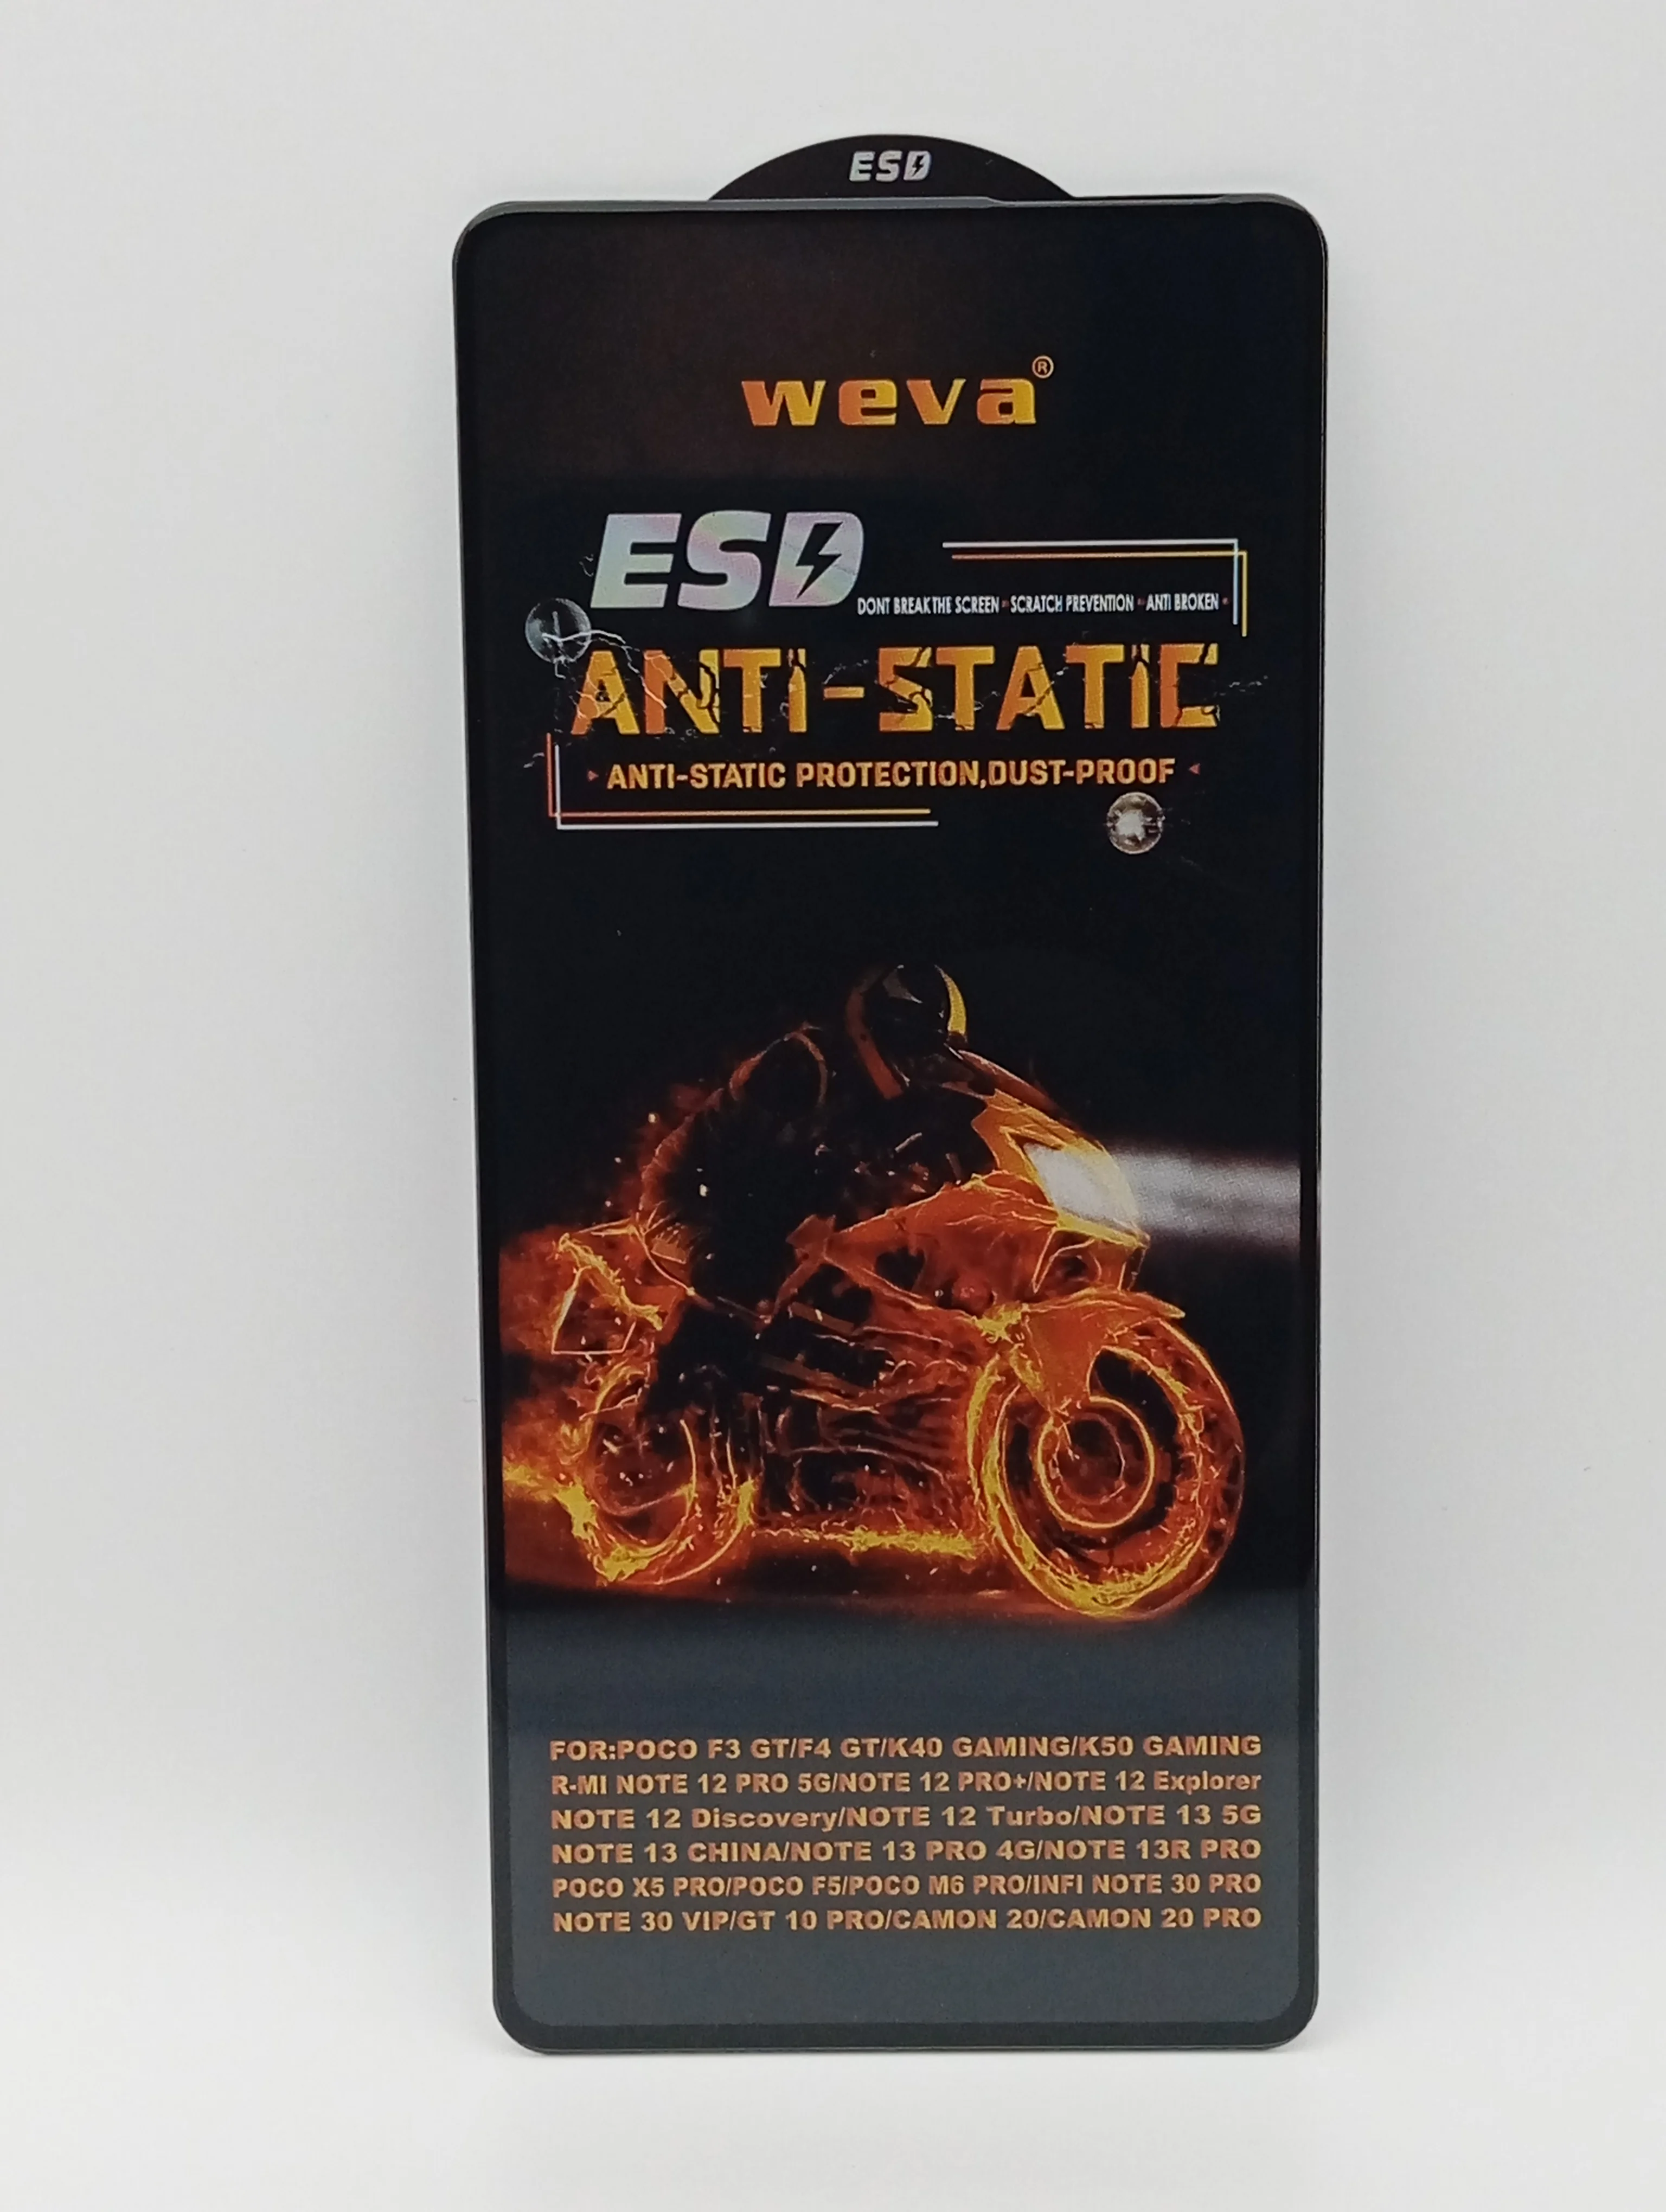 ESD
weva®
ESD
DONT BREAK THE SCREEN SCRATCH PREVENTION ANTI BROKEN
ANTI-STATIC
ANTI-STATIC PROTECTION,DUST-PROOF
FOR:POCO F3 GT/F4 GT/K40 GAMING/K50 GAMING
R-MI NOTE 12 PRO 5G/NOTE 12 PRO+/NOTE 12 Explorer
NOTE 12 Discovery/NOTE 12 Turbo/NOTE 13 5G
NOTE 13 CHINA/NOTE 13 PRO 4G/NOTE 13R PRO
POCO X5 PRO/POCO F5/POCO M6 PRO/INFI NOTE 30 PRO
NOTE 30 VIP/GT 10 PRO/CAMON 20/CAMON 20 PRO